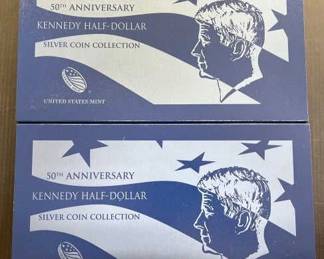 50TH ANNIVERSARY
KENNEDY HALF-DOLLAR
SILVER COIN COLLECTION
UNITED STATES MINT
50TH ANNIVERSARY
KENNEDY HALF-DOLLAR
SILVER COIN COLLECTION